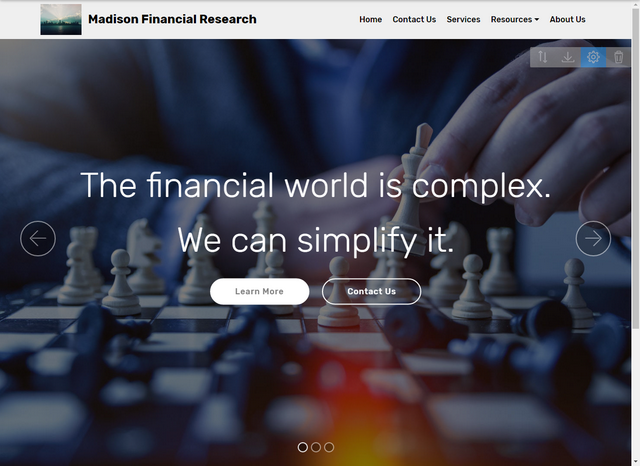 Madison Financial Research
Home Contact Us Services Resources About Us
The financial world is complex.
We can simplify it.
Learn More Contact Us